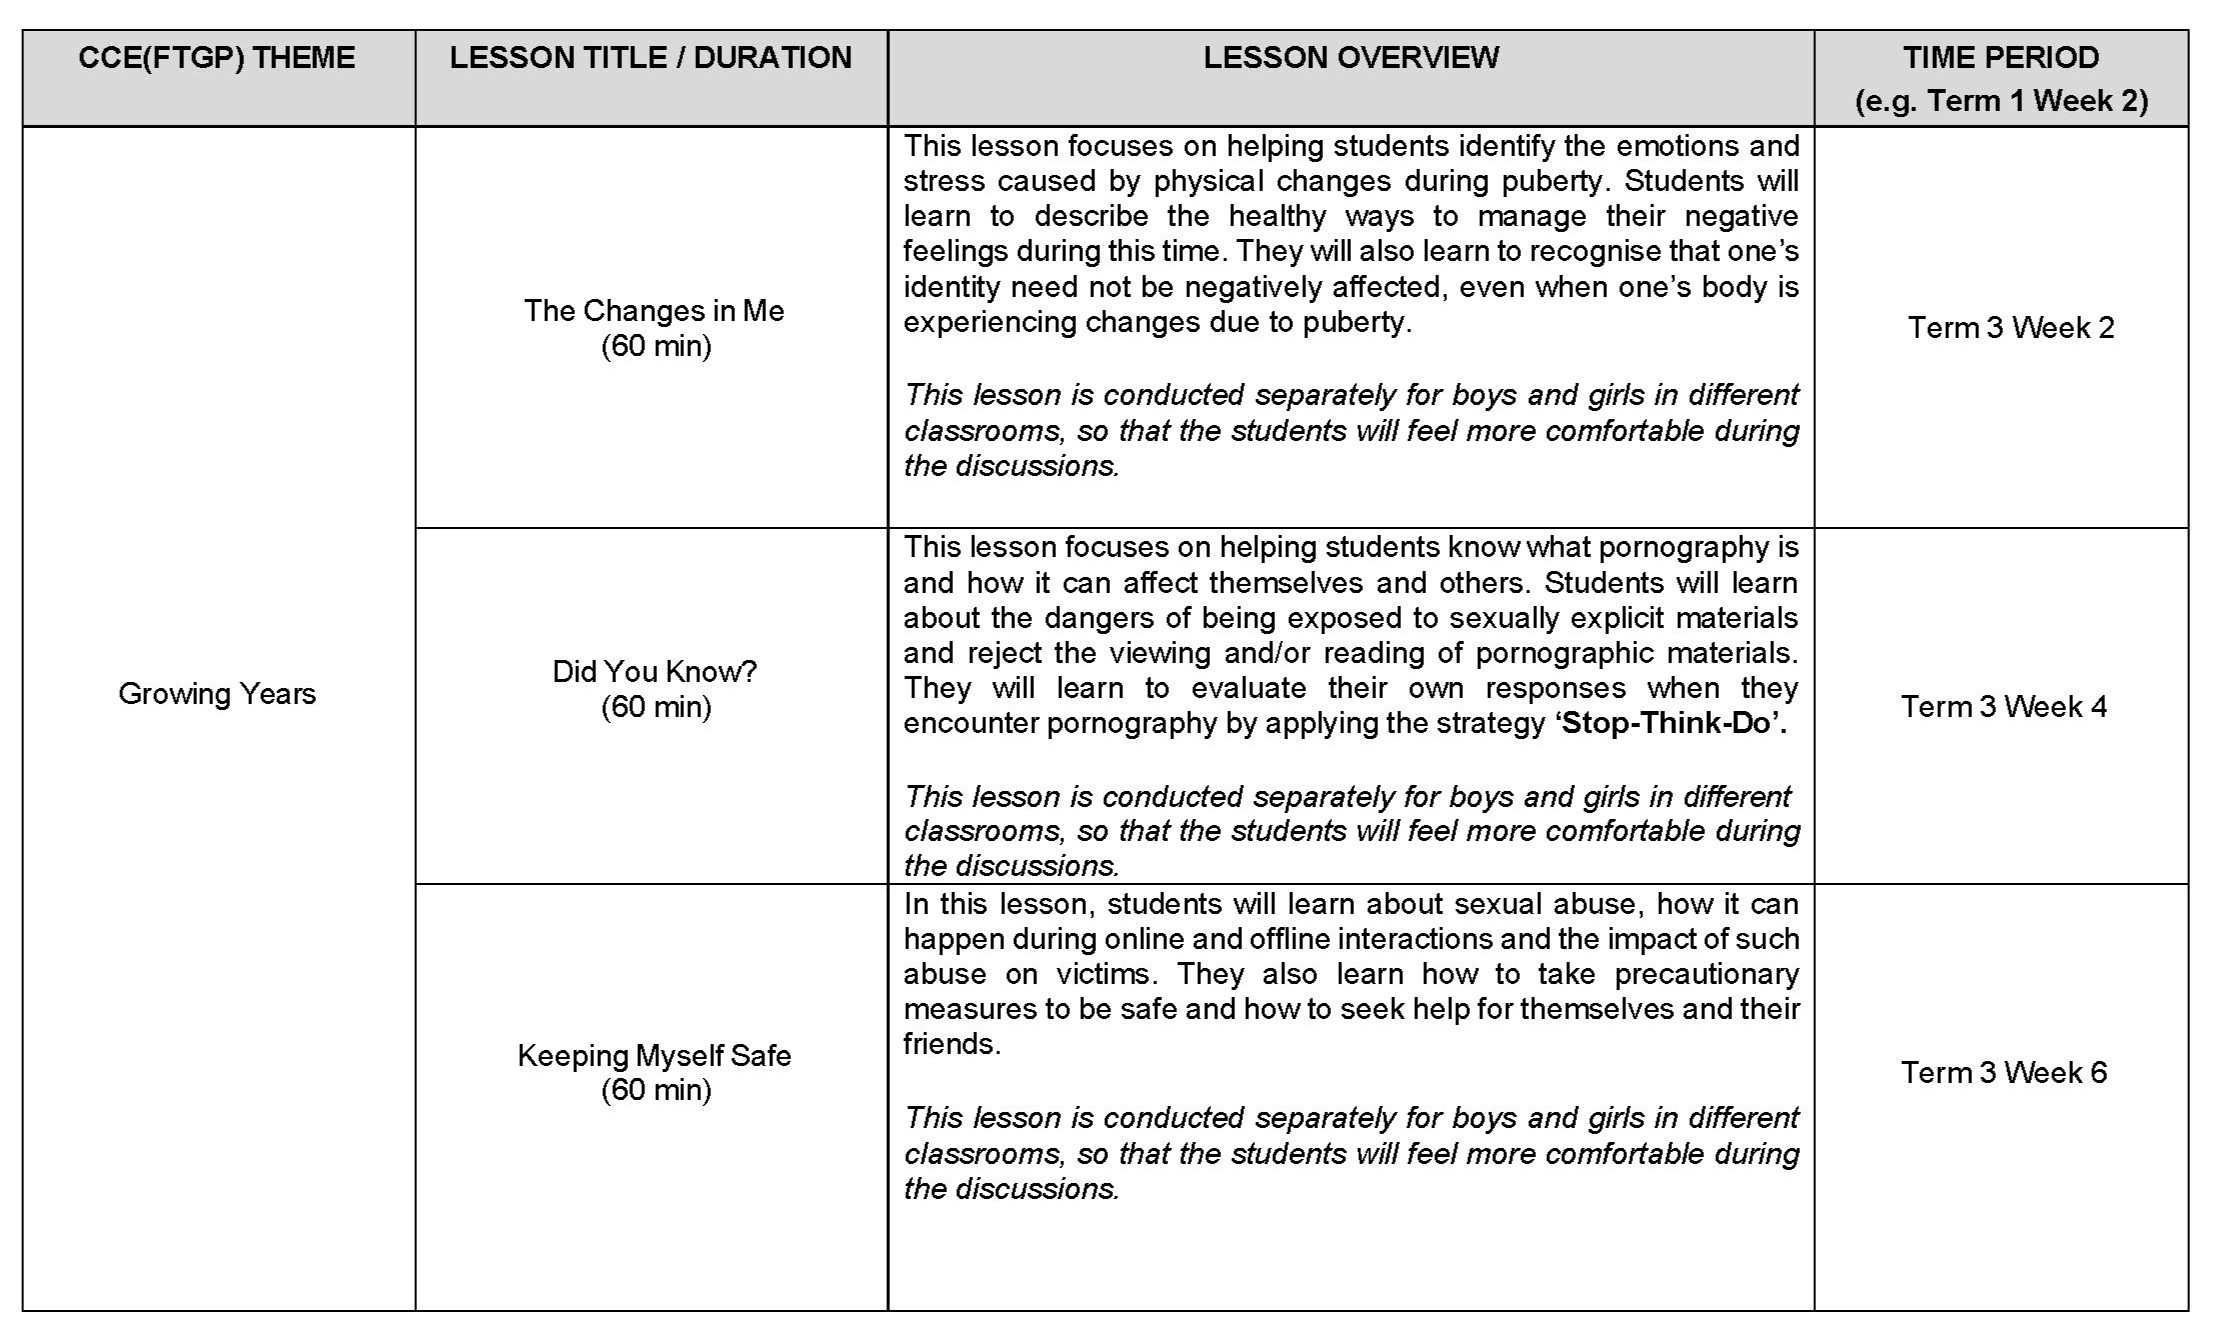 CCE(FTGP) THEME
LESSON TITLE / DURATION
LESSON OVERVIEW
TIME PERIOD
(e.g. Term 1 Week 2)
Growing Years
The Changes in Me
(60 min)
This lesson focuses on helping students identify the emotions and
stress caused by physical changes during puberty. Students will
learn to describe the healthy ways to manage their negative
feelings during this time. They will also learn to recognise that one’s
identity need not be negatively affected, even when one’s body is
experiencing changes due to puberty.
This lesson is conducted separately for boys and girls in different
classrooms, so that the students will feel more comfortable during
the discussions.
Term 3 Week 2
Did You Know?
(60 min)
This lesson focuses on helping students know what pornography is
and how it can affect themselves and others. Students will learn
about the dangers of being exposed to sexually explicit materials
and reject the viewing and/or reading of pornographic materials.
They will learn to evaluate their own responses when they
encounter pornography by applying the strategy ‘Stop-Think-Do’.
This lesson is conducted separately for boys and girls in different
classrooms, so that the students will feel more comfortable during
the discussions.
Term 3 Week 4
Keeping Myself Safe
(60 min)
In this lesson, students will learn about sexual abuse, how it can
happen during online and offline interactions and the impact of such
abuse on victims. They also learn how to take precautionary
measures to be safe and how to seek help for themselves and their
friends.
This lesson is conducted separately for boys and girls in different
classrooms, so that the students will feel more comfortable during
the discussions.
Term 3 Week 6